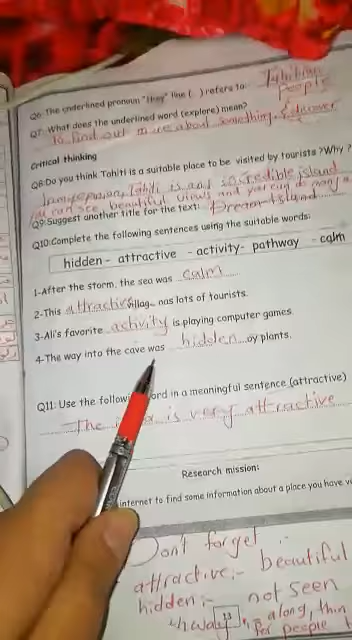 Q6: The underlined pronoun "they" line ( ) refers to: Tahitian People
Q7: What does the underlined word (explore) mean?
To find out more about something. Discover
Critical thinking
Q8: Do you think Tahiti is a suitable place to be visited by tourists ? Why ?
Tahiti is and incredible island
you can see beautiful views and you can do many
Q9: Suggest another title for the text: Dream Island
Q10: Complete the following sentences using the suitable words:
hidden - attractive - activity - pathway - calm
1-After the storm, the sea was calm
2-This attractive village has lots of tourists.
3-Ali's favorite activity is playing computer games.
4-The way into the cave was hidden by plants.
Q11: Use the following word in a meaningful sentence (attractive)
The is very attractive
Research mission:
internet to find some information about a place you have
Don't forget :
attractive:- beautiful
hidden:- not seen
along, thin
for people